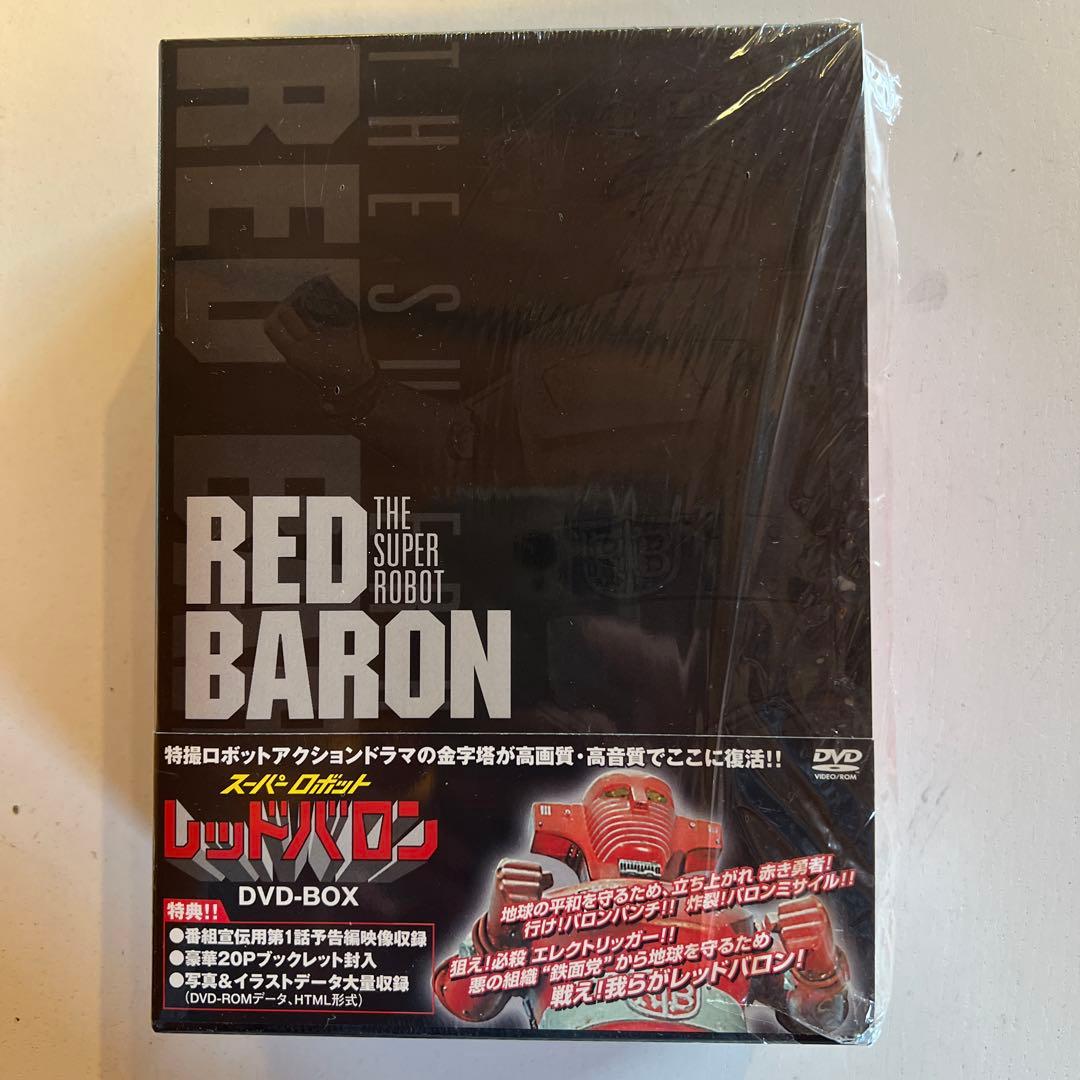 THE SUPER
RED BARON
RED
THE
SUPER
ROBOT
BARON
RB
特撮ロボットアクションドラマの金字塔が高画質・高音質でここに復活!!
DVD
VIDEO/ROM
スーパーロボット
レッドバロン
DVD-BOX
特典!!
●番組宣伝用第1話予告編映像収録
●豪華20Pブックレット封入
●写真&イラストデータ大量収録
(DVD-ROMデータ、HTML形式)
地球の平和を守るため、立ち上がれ 赤き勇者!
行け!バロンパンチ!! 炸裂!バロンミサイル!!
狙え!必殺 エレクトリッガー!!
悪の組織“鉄面党”から地球を守るため
戦え!我らがレッドバロン!
RB